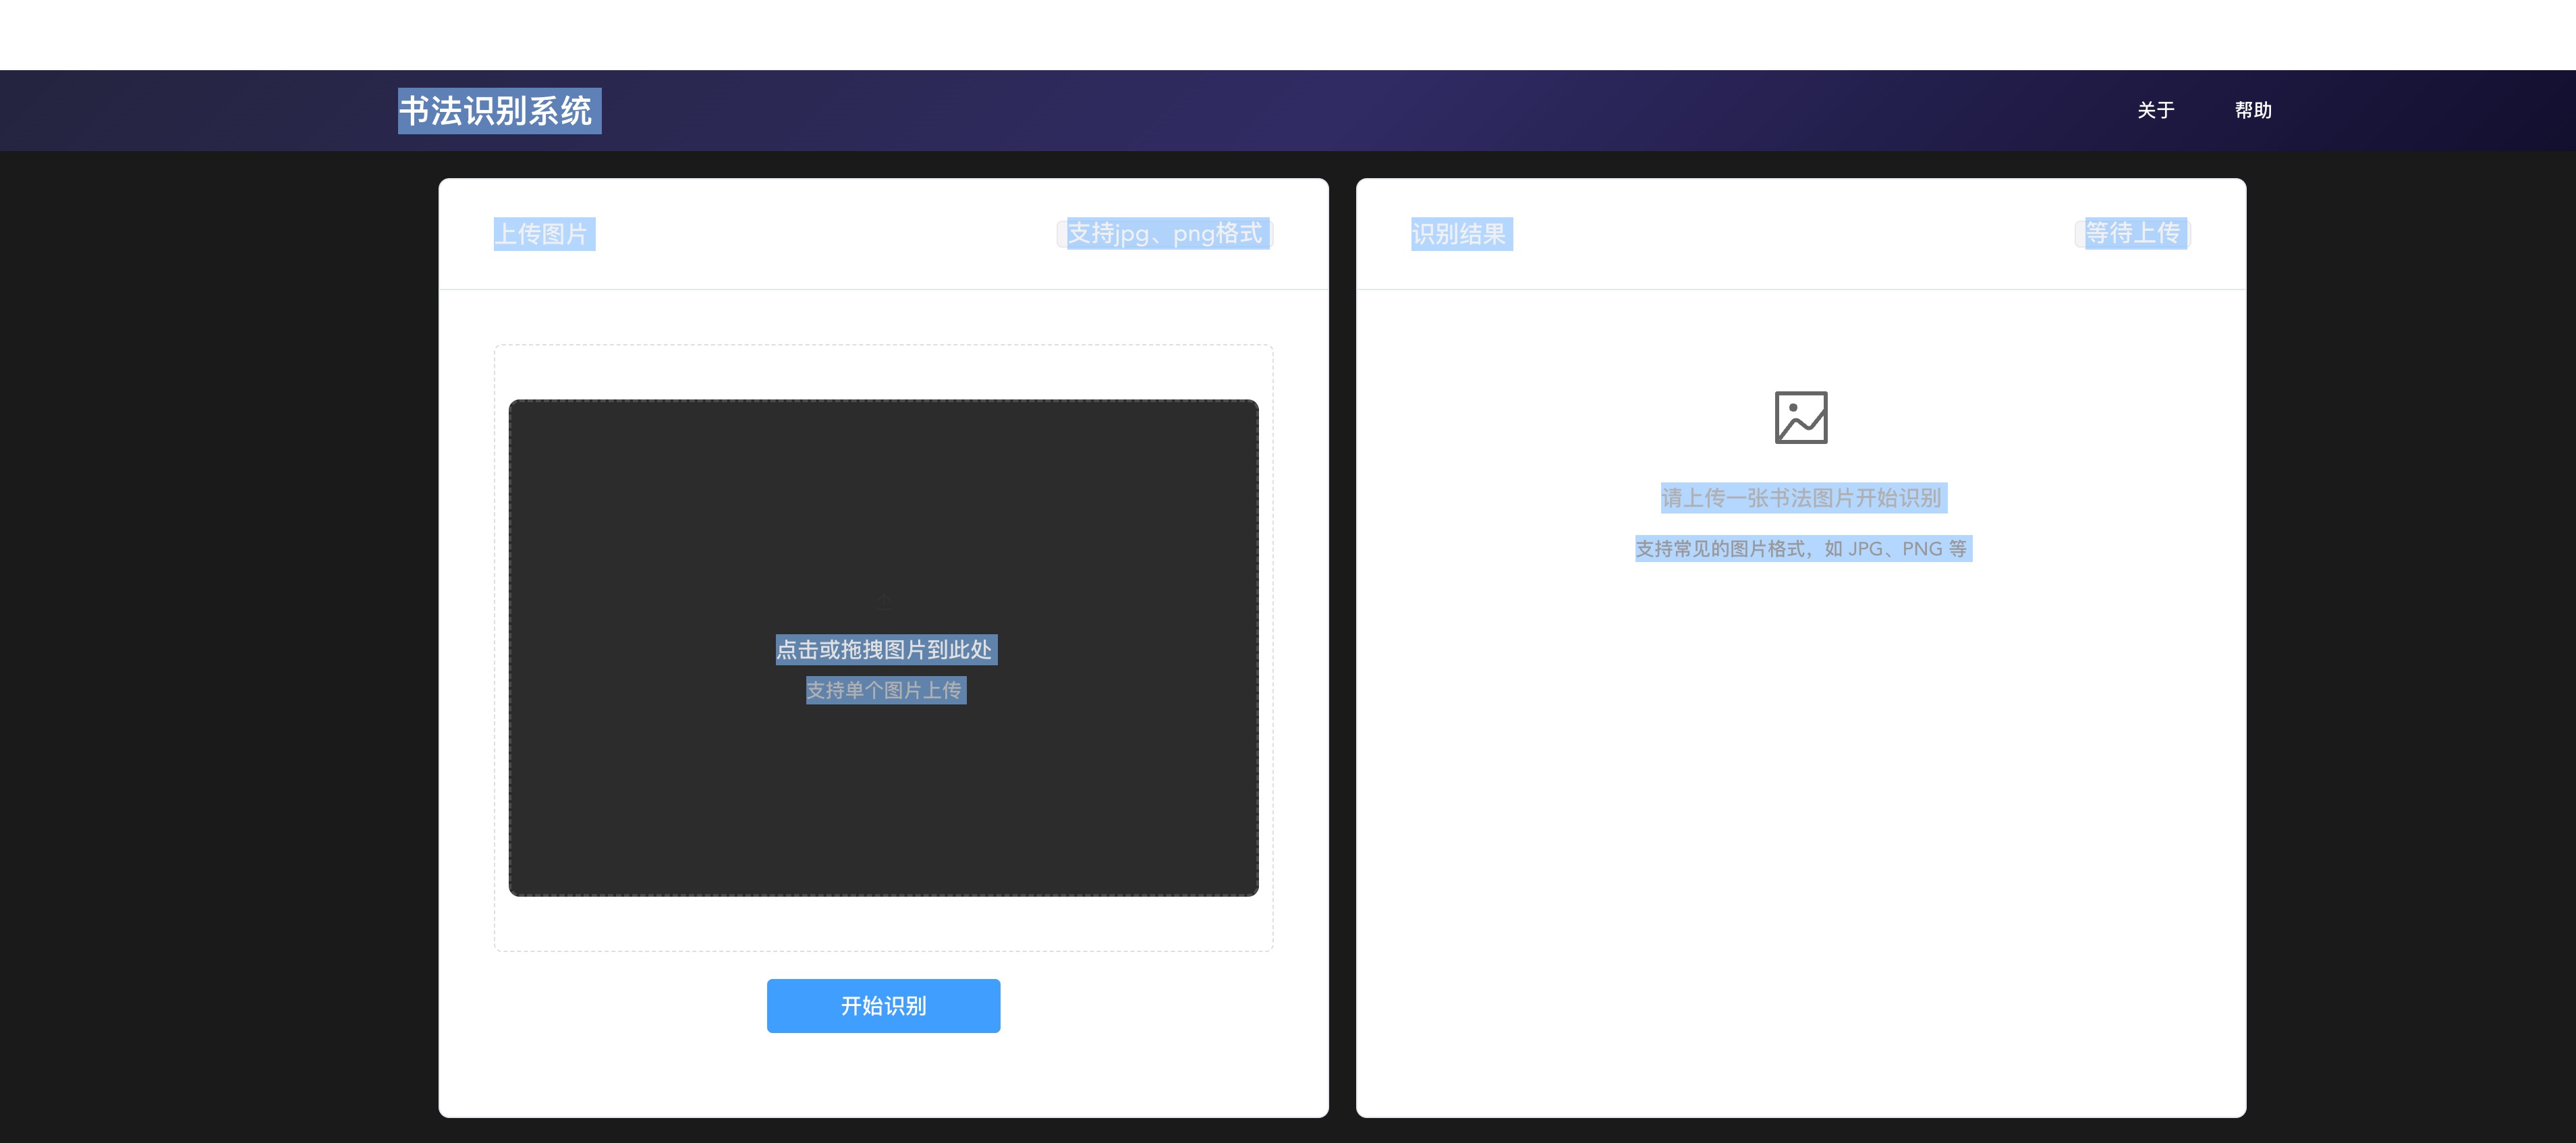 书法识别系统
关于
帮助
上传图片
支持jpg、png格式
点击或拖拽图片到此处
支持单个图片上传
开始识别
识别结果
等待上传
请上传一张书法图片开始识别
支持常见的图片格式，如 JPG、PNG 等